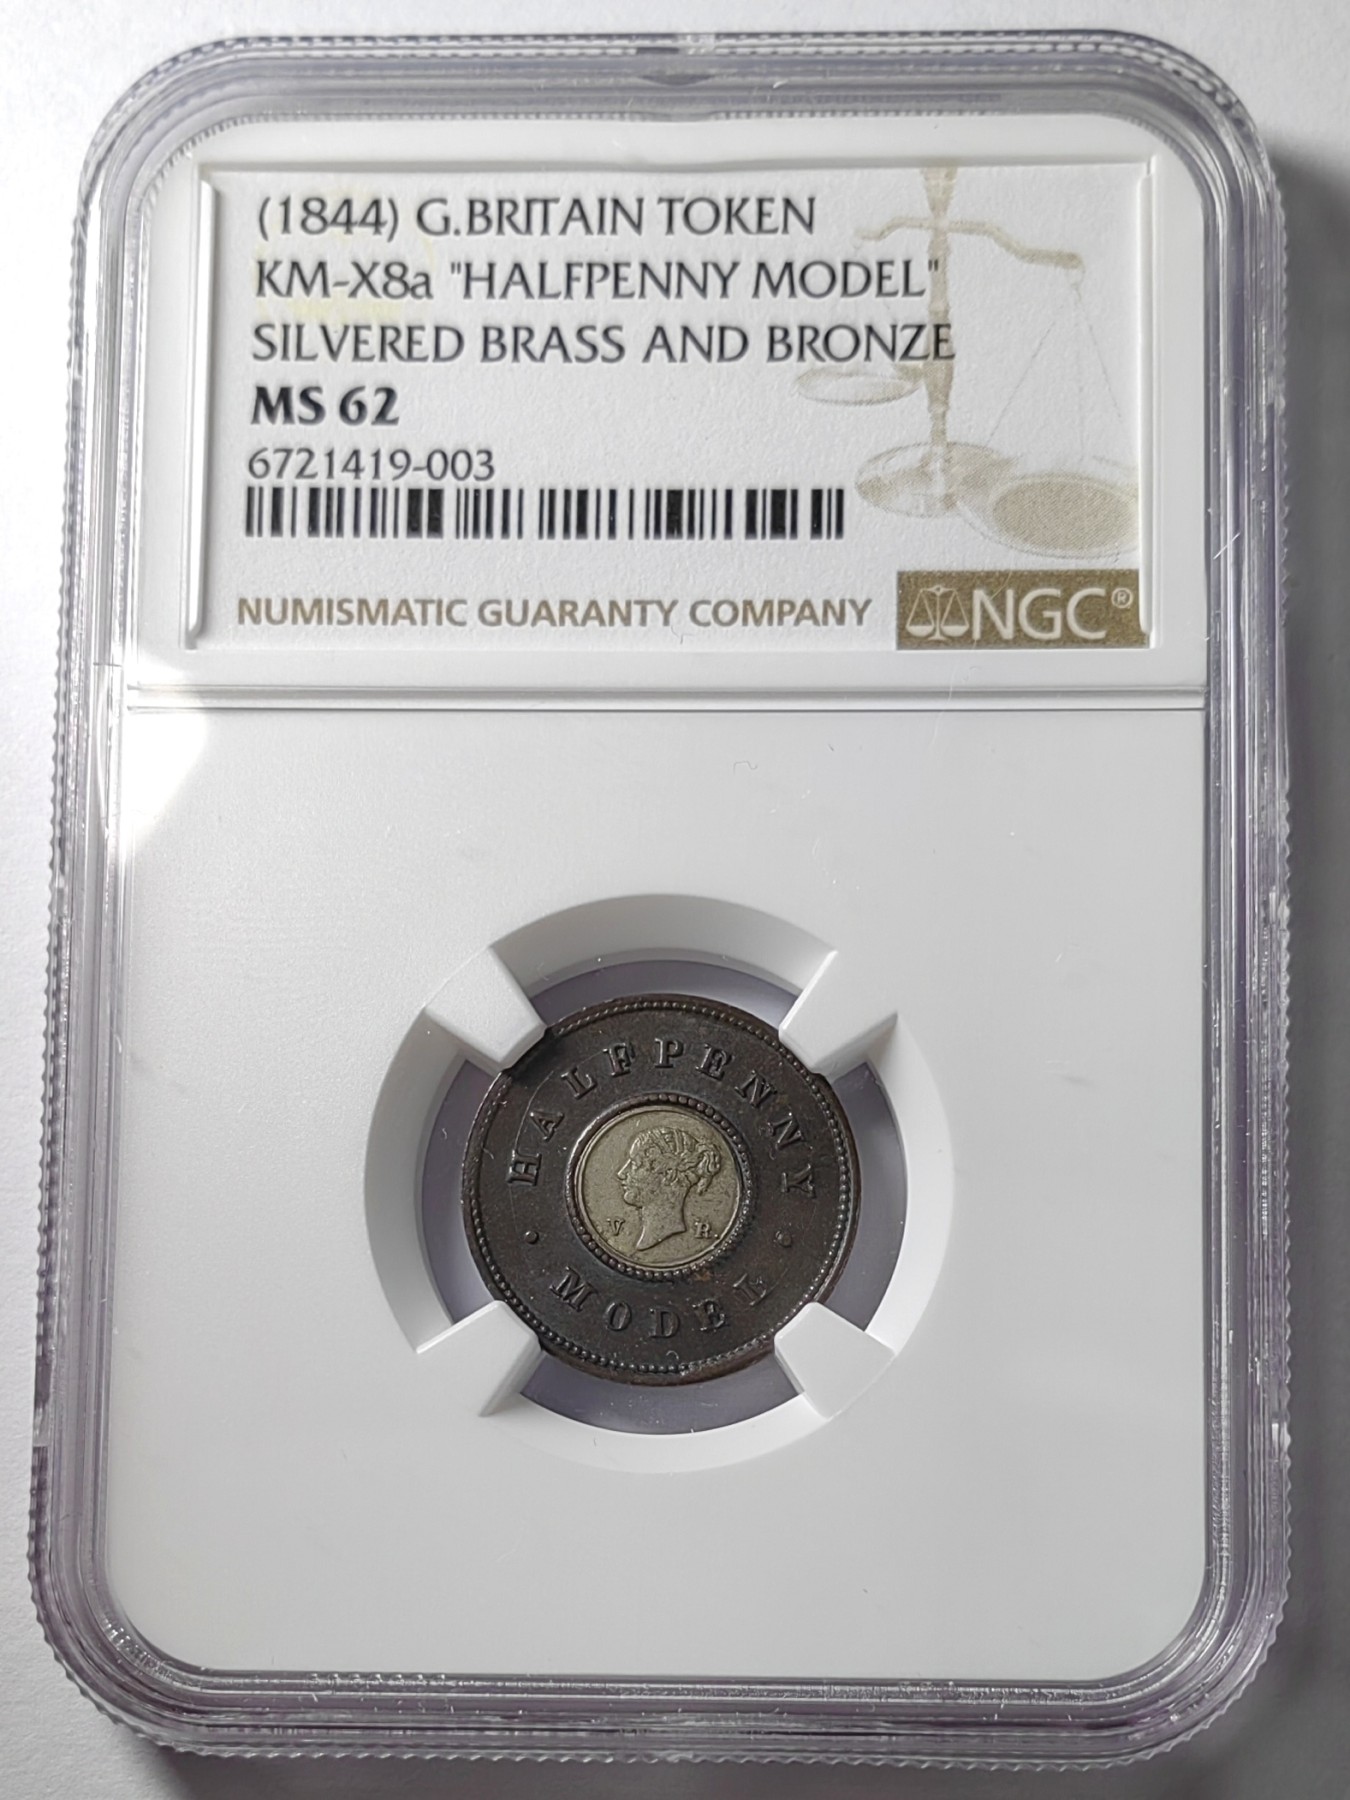 (1844) G.BRITAIN TOKEN
KM-X8a "HALFPENNY MODEL"
SILVERED BRASS AND BRONZE
MS 62
6721419-003
NUMISMATIC GUARANTY COMPANY
NGC®
HALFPENNY
.V R.
· MODEL ·